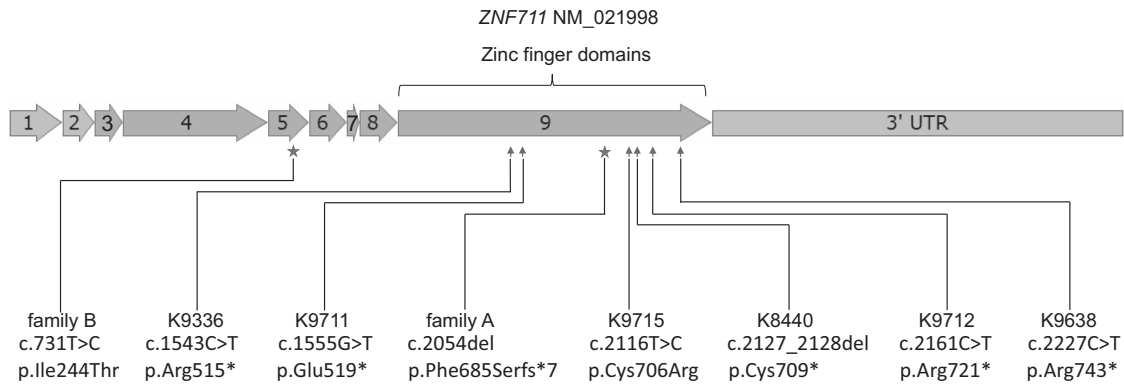 ZNF711 NM_021998
Zinc finger domains
1 2 3 4 5 6 7 8 9 3' UTR
family B K9336 K9711 family A K9715 K8440 K9712 K9638
c.731T>C c.1543C>T c.1555G>T c.2054del c.2116T>C c.2127_2128del c.2161C>T c.2227C>T
p.Ile244Thr p.Arg515* p.Glu519* p.Phe685Serfs*7 p.Cys706Arg p.Cys709* p.Arg721* p.Arg743*